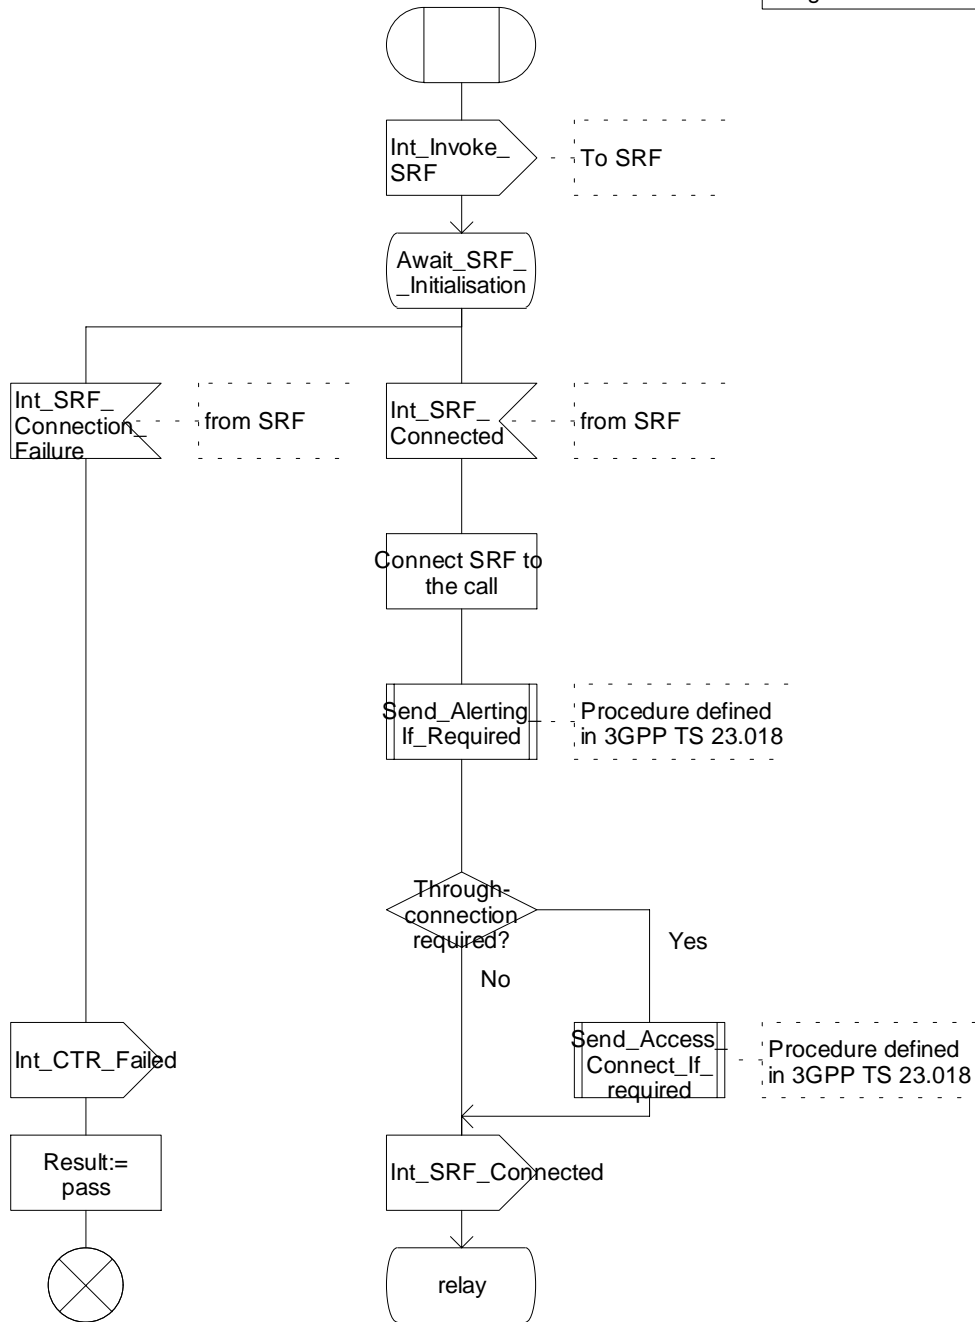 Int_Invoke_
SRF
To SRF
Await_SRF_
_Initialisation
Int_SRF_
Connection_
Failure
from SRF
Int_SRF_
Connected
from SRF
Connect SRF to
the call
Send_Alerting_
If_Required
Procedure defined
in 3GPP TS 23.018
Through-
connection
required?
Yes
No
Int_CTR_Failed
Send_Access_
Connect_If_
required
Procedure defined
in 3GPP TS 23.018
Result:=
pass
Int_SRF_Connected
relay